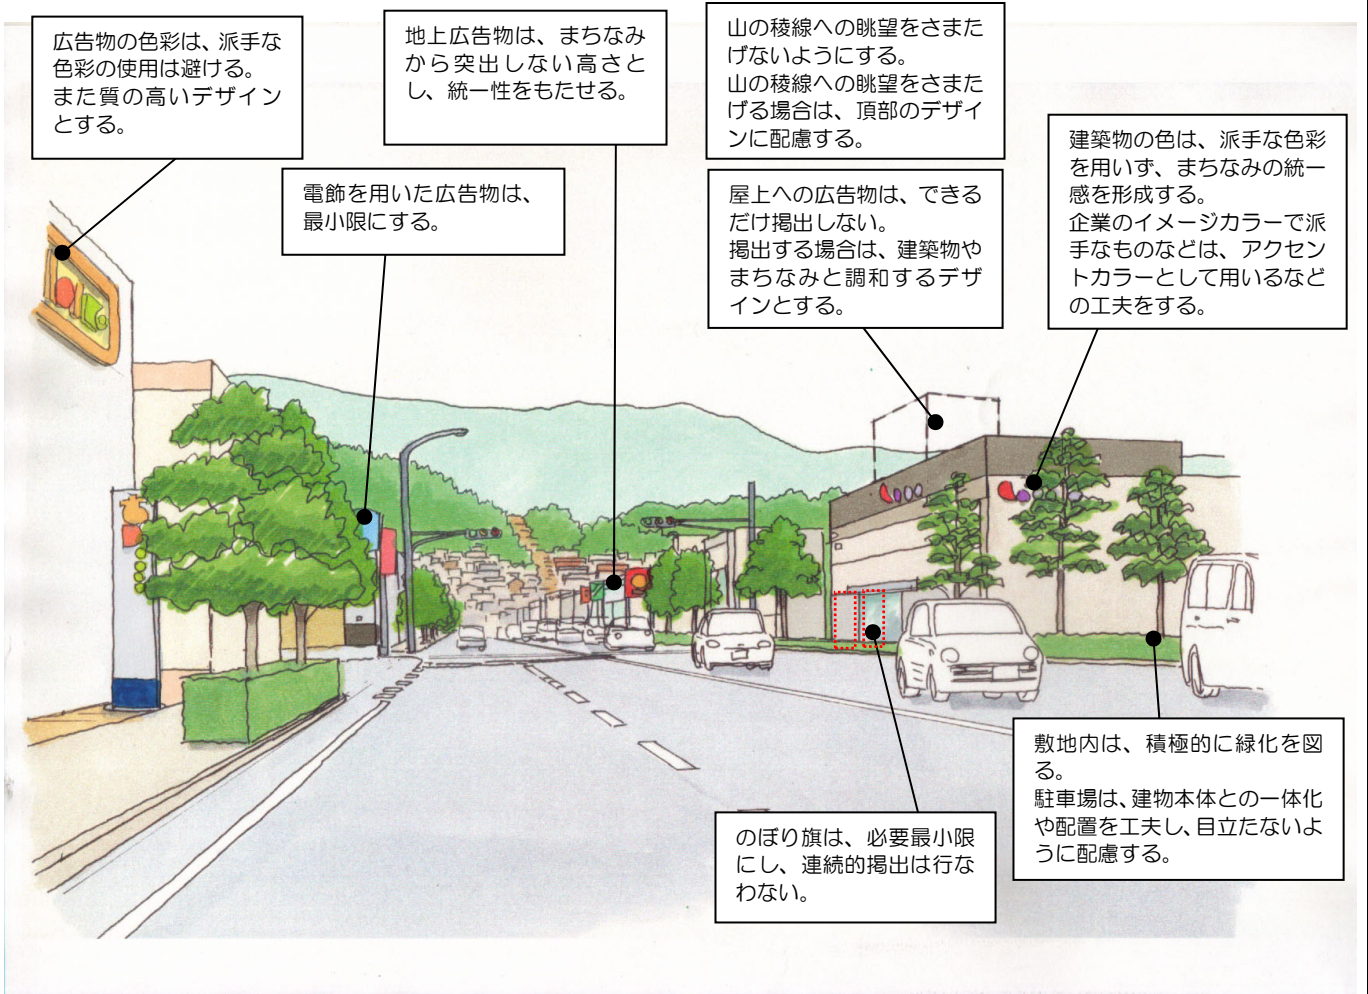 広告物の色彩は、派手な
色彩の使用は避ける。
また質の高いデザイン
とする。
地上広告物は、まちなみ
から突出しない高さと
し、統一性をもたせる。
山の稜線への眺望をさまた
げないようにする。
山の稜線への眺望をさまた
げる場合は、頂部のデザイ
ンに配慮する。
電飾を用いた広告物は、
最小限にする。
屋上への広告物は、できる
だけ掲出しない。
掲出する場合は、建築物や
まちなみと調和するデザ
インとする。
建築物の色は、派手な色彩
を用いず、まちなみの統一
感を形成する。
企業のイメージカラーで派
手なものなどは、アクセン
トカラーとして用いるなど
の工夫をする。
のぼり旗は、必要最小限
にし、連続的掲出は行な
わない。
敷地内は、積極的に緑化を図
る。
駐車場は、建物本体との一体化
や配置を工夫し、目立たないよ
うに配慮する。